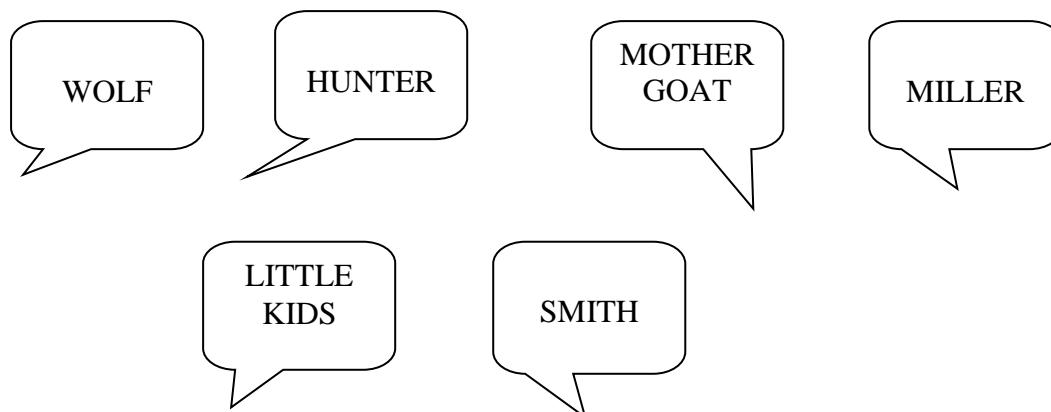 WOLF
HUNTER
MOTHER
GOAT
MILLER
LITTLE
KIDS
SMITH